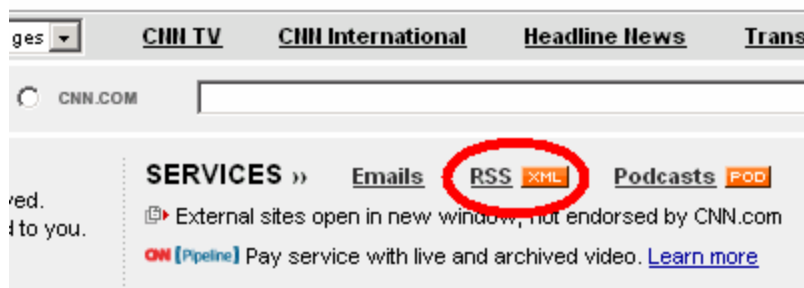 ges CNN TV CNN International Headline News Trans
CNN.COM
SERVICES » Emails RSS XML Podcasts POD
ved. External sites open in new window, not endorsed by CNN.com
d to you.
CNN [Pipeline] Pay service with live and archived video. Learn more